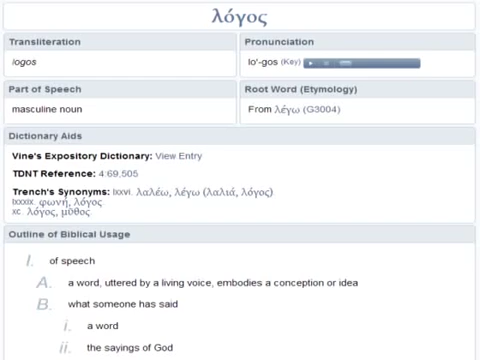 λόγος
Transliteration
logos
Pronunciation
lo'-gos (Key)
Part of Speech
masculine noun
Root Word (Etymology)
From λέγω (G3004)
Dictionary Aids
Vine's Expository Dictionary: View Entry
TDNT Reference: 4:69,505
Trench's Synonyms: lxxvi. λαλέω, λέγω (λαλιά, λόγος)
lxxxix. φωνή, λόγος
xc. λόγος, μῦθος
Outline of Biblical Usage
I. of speech
A. a word, uttered by a living voice, embodies a conception or idea
B. what someone has said
i. a word
ii. the sayings of God